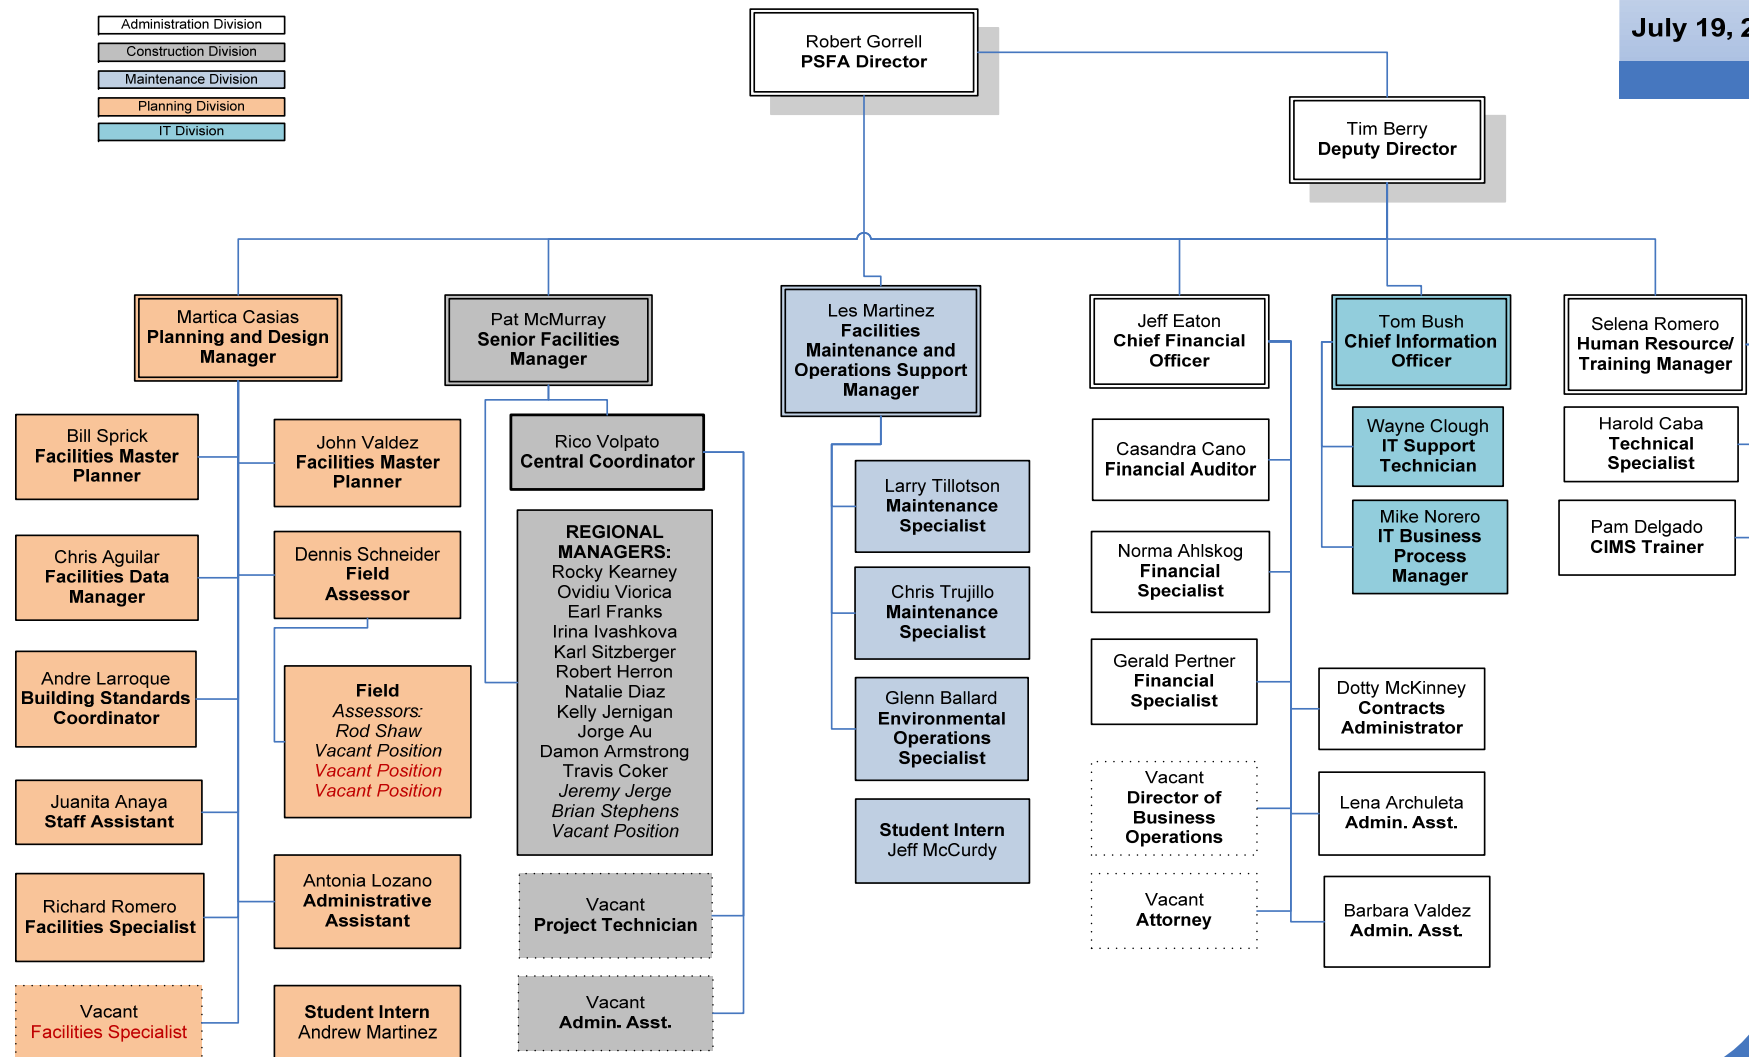 Administration Division
Construction Division
Maintenance Division
Planning Division
IT Division
Robert Gorrell
PSFA Director
July 19, 2
Tim Berry
Deputy Director
Martica Casias
Planning and Design
Manager
Bill Sprick
Facilities Master
Planner
John Valdez
Facilities Master
Planner
Chris Aguilar
Facilities Data
Manager
Dennis Schneider
Field
Assessor
Andre Larroque
Building Standards
Coordinator
Field
Assessors:
Rod Shaw
Vacant Position
Vacant Position
Vacant Position
Juanita Anaya
Staff Assistant
Richard Romero
Facilities Specialist
Antonia Lozano
Administrative
Assistant
Vacant
Facilities Specialist
Student Intern
Andrew Martinez
Pat McMurray
Senior Facilities
Manager
Rico Volpato
Central Coordinator
REGIONAL
MANAGERS:
Rocky Kearney
Ovidiu Viorica
Earl Franks
Irina Ivashkova
Karl Sitzberger
Robert Herron
Natalie Diaz
Kelly Jernigan
Jorge Au
Damon Armstrong
Travis Coker
Jeremy Jerge
Brian Stephens
Vacant Position
Vacant
Project Technician
Vacant
Admin. Asst.
Les Martinez
Facilities
Maintenance and
Operations Support
Manager
Larry Tillotson
Maintenance
Specialist
Chris Trujillo
Maintenance
Specialist
Glenn Ballard
Environmental
Operations
Specialist
Student Intern
Jeff McCurdy
Jeff Eaton
Chief Financial
Officer
Casandra Cano
Financial Auditor
Norma Ahlskog
Financial
Specialist
Gerald Pertner
Financial
Specialist
Dotty McKinney
Contracts
Administrator
Vacant
Director of
Business
Operations
Lena Archuleta
Admin. Asst.
Vacant
Attorney
Barbara Valdez
Admin. Asst.
Tom Bush
Chief Information
Officer
Wayne Clough
IT Support
Technician
Mike Norero
IT Business
Process
Manager
Selena Romero
Human Resource/
Training Manager
Harold Caba
Technical
Specialist
Pam Delgado
CIMS Trainer